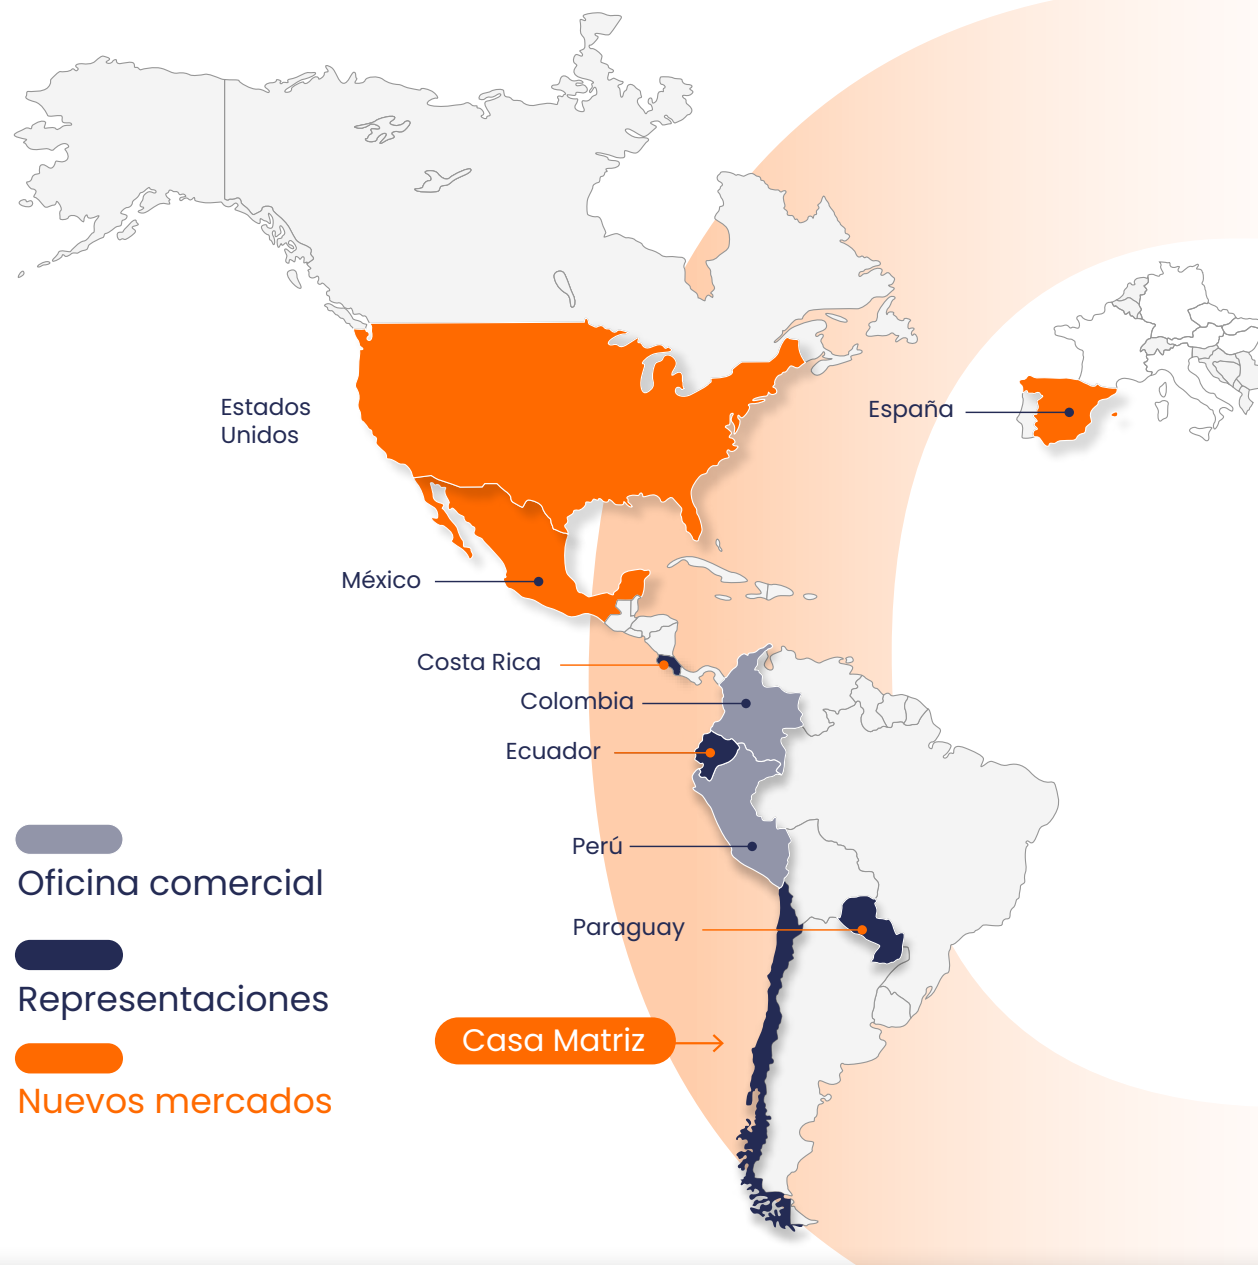 Estados
Unidos
España
México
Costa Rica
Colombia
Ecuador
Perú
Oficina comercial
Paraguay
Representaciones
Casa Matriz
Nuevos mercados